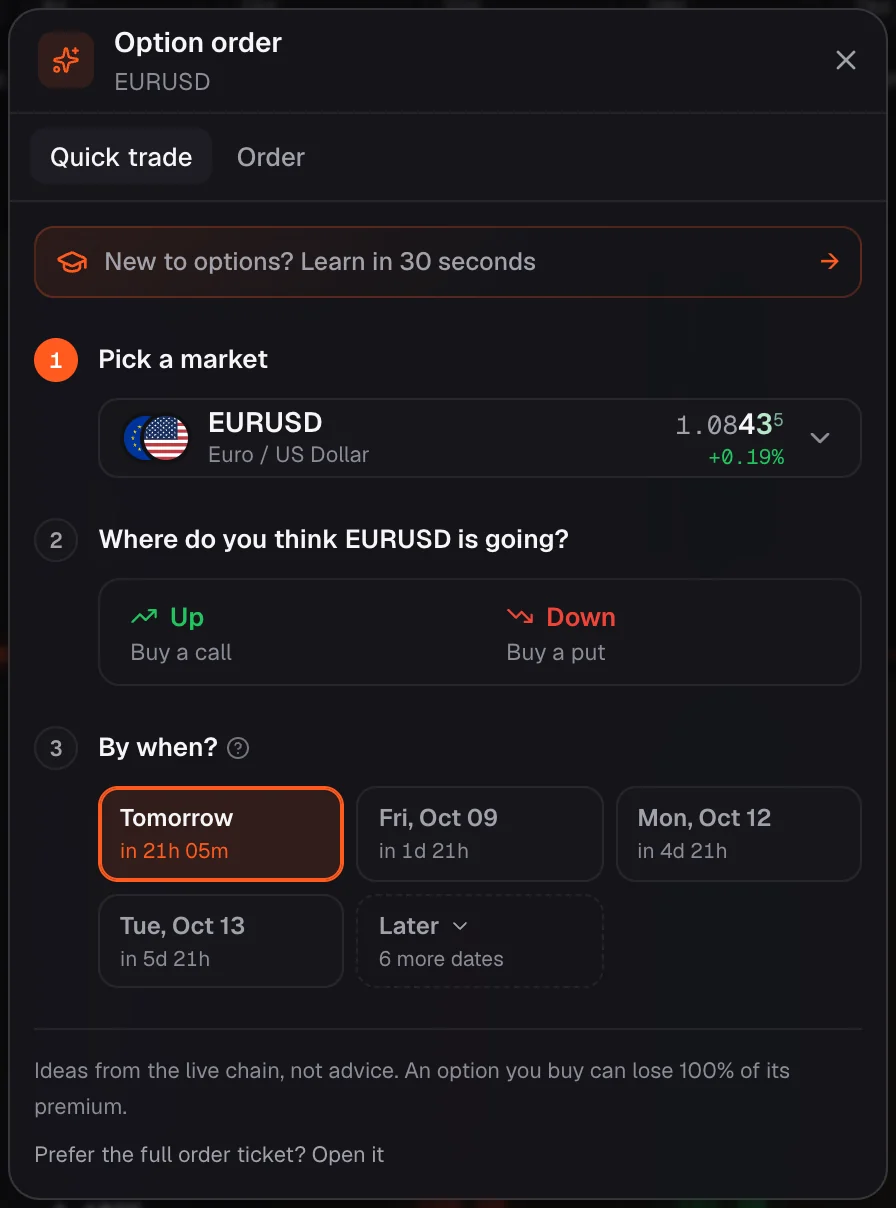 Option order
EURUSD
Quick trade
Order
New to options? Learn in 30 seconds
1
Pick a market
EURUSD
1.08435
Euro / US Dollar
+0.19%
2
Where do you think EURUSD is going?
Up
Buy a call
Down
Buy a put
3
By when?
Tomorrow
in 21h 05m
Fri, Oct 09
in 1d 21h
Mon, Oct 12
in 4d 21h
Tue, Oct 13
in 5d 21h
Later
6 more dates
Ideas from the live chain, not advice. An option you buy can lose 100% of its
premium.
Prefer the full order ticket? Open it